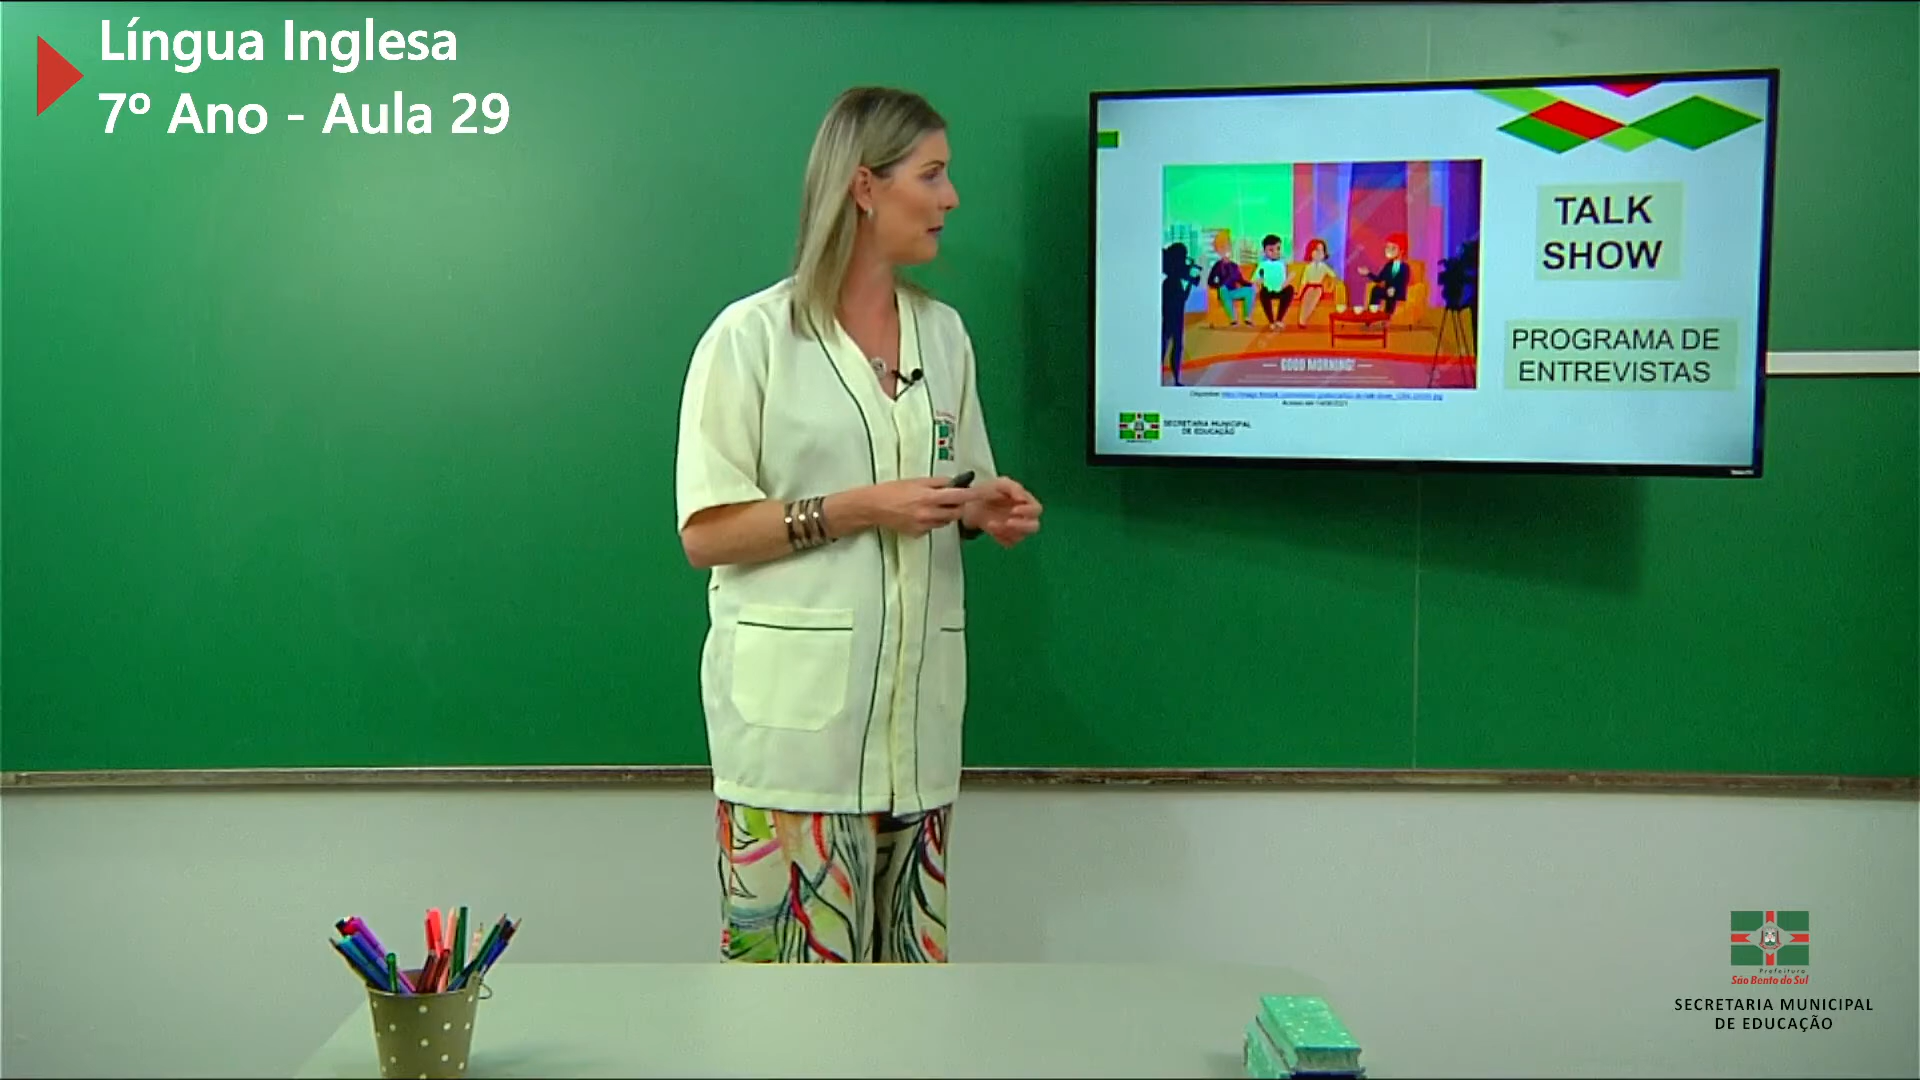 Língua Inglesa
7º Ano - Aula 29
TALK
SHOW
PROGRAMA DE
ENTREVISTAS
GOOD MORNING!
SECRETARIA MUNICIPAL
DE EDUCAÇÃO
Prefeitura
São Bento do Sul
SECRETARIA MUNICIPAL
DE EDUCAÇÃO